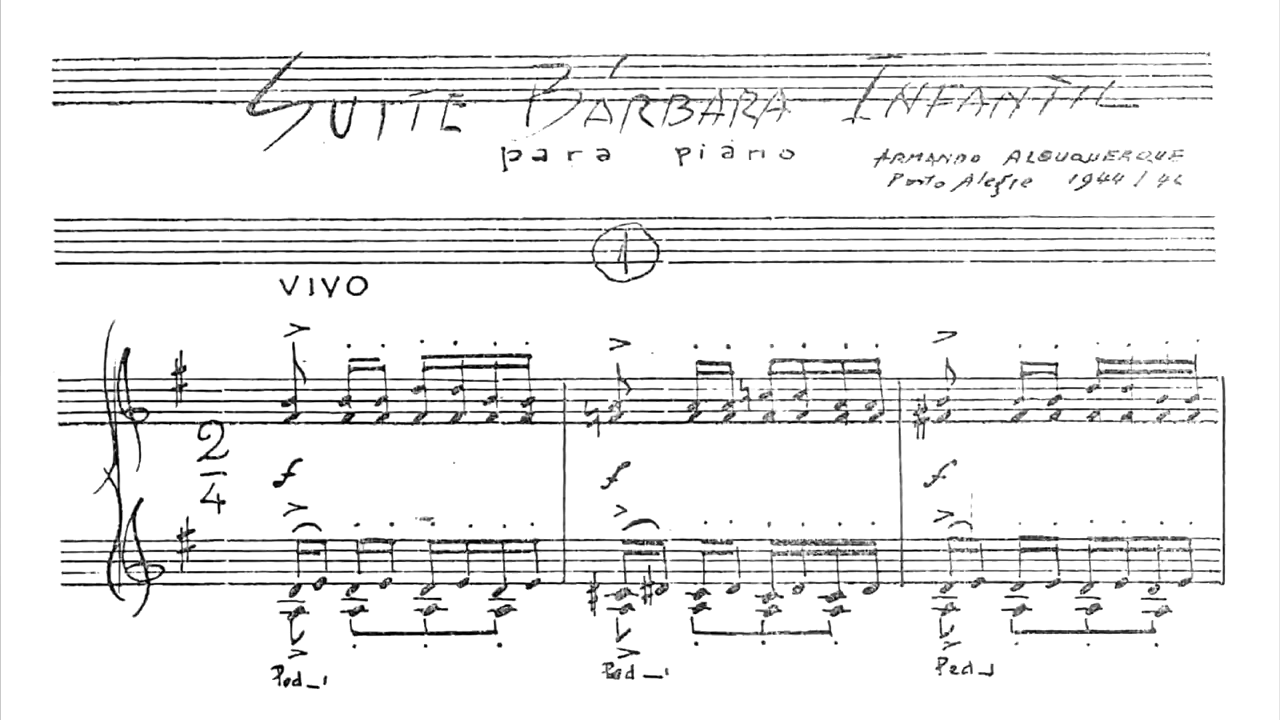 SUITE BÁRBARA INFANTIL
para piano
ARMANDO ALBUQUERQUE
Porto Alegre 1944/46
1
VIVO
2
4
f f f
Ped Ped Ped